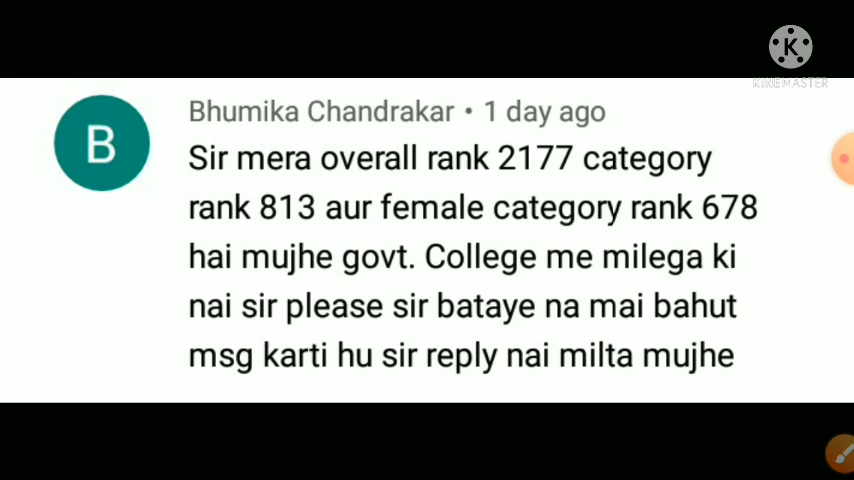 K
KINEMASTER
B
Bhumika Chandrakar • 1 day ago
Sir mera overall rank 2177 category
rank 813 aur female category rank 678
hai mujhe govt. College me milega ki
nai sir please sir bataye na mai bahut
msg karti hu sir reply nai milta mujhe